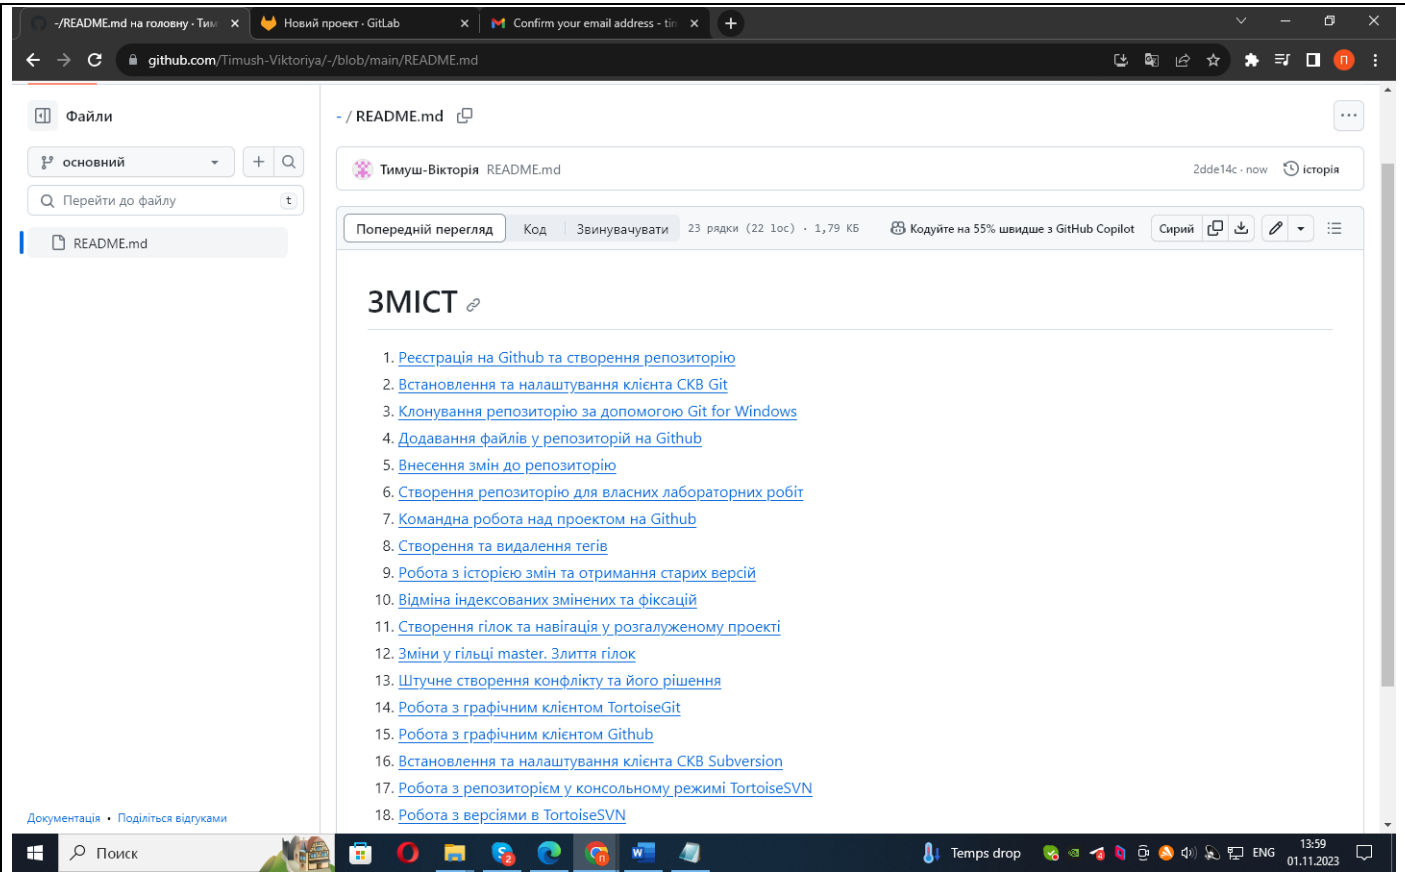 -/README.md на головну · Тим
Новий проект · GitLab
Confirm your email address - tin
github.com/Timush-Viktoriya/-/blob/main/README.md
П
Файли
- / README.md
основний
Тимуш-Вікторія README.md
2dde14c · now
історія
Перейти до файлу
t
README.md
Попередній перегляд
Код
Звинувачувати
23 рядки (22 loc) · 1,79 КБ
Кодуйте на 55% швидше з GitHub Copilot
Сирий
ЗМІСТ
1. Реєстрація на Github та створення репозиторію
2. Встановлення та налаштування клієнта СКВ Git
3. Клонування репозиторію за допомогою Git for Windows
4. Додавання файлів у репозиторій на Github
5. Внесення змін до репозиторію
6. Створення репозиторію для власних лабораторних робіт
7. Командна робота над проектом на Github
8. Створення та видалення тегів
9. Робота з історією змін та отримання старих версій
10. Відміна індексованих змінених та фіксацій
11. Створення гілок та навігація у розгалуженому проекті
12. Зміни у гільці master. Злиття гілок
13. Штучне створення конфлікту та його рішення
14. Робота з графічним клієнтом TortoiseGit
15. Робота з графічним клієнтом Github
16. Встановлення та налаштування клієнта СКВ Subversion
17. Робота з репозиторієм у консольному режимі TortoiseSVN
18. Робота з версіями в TortoiseSVN
Документація • Поділіться відгуками
Поиск
Temps drop
ENG
13:59
01.11.2023